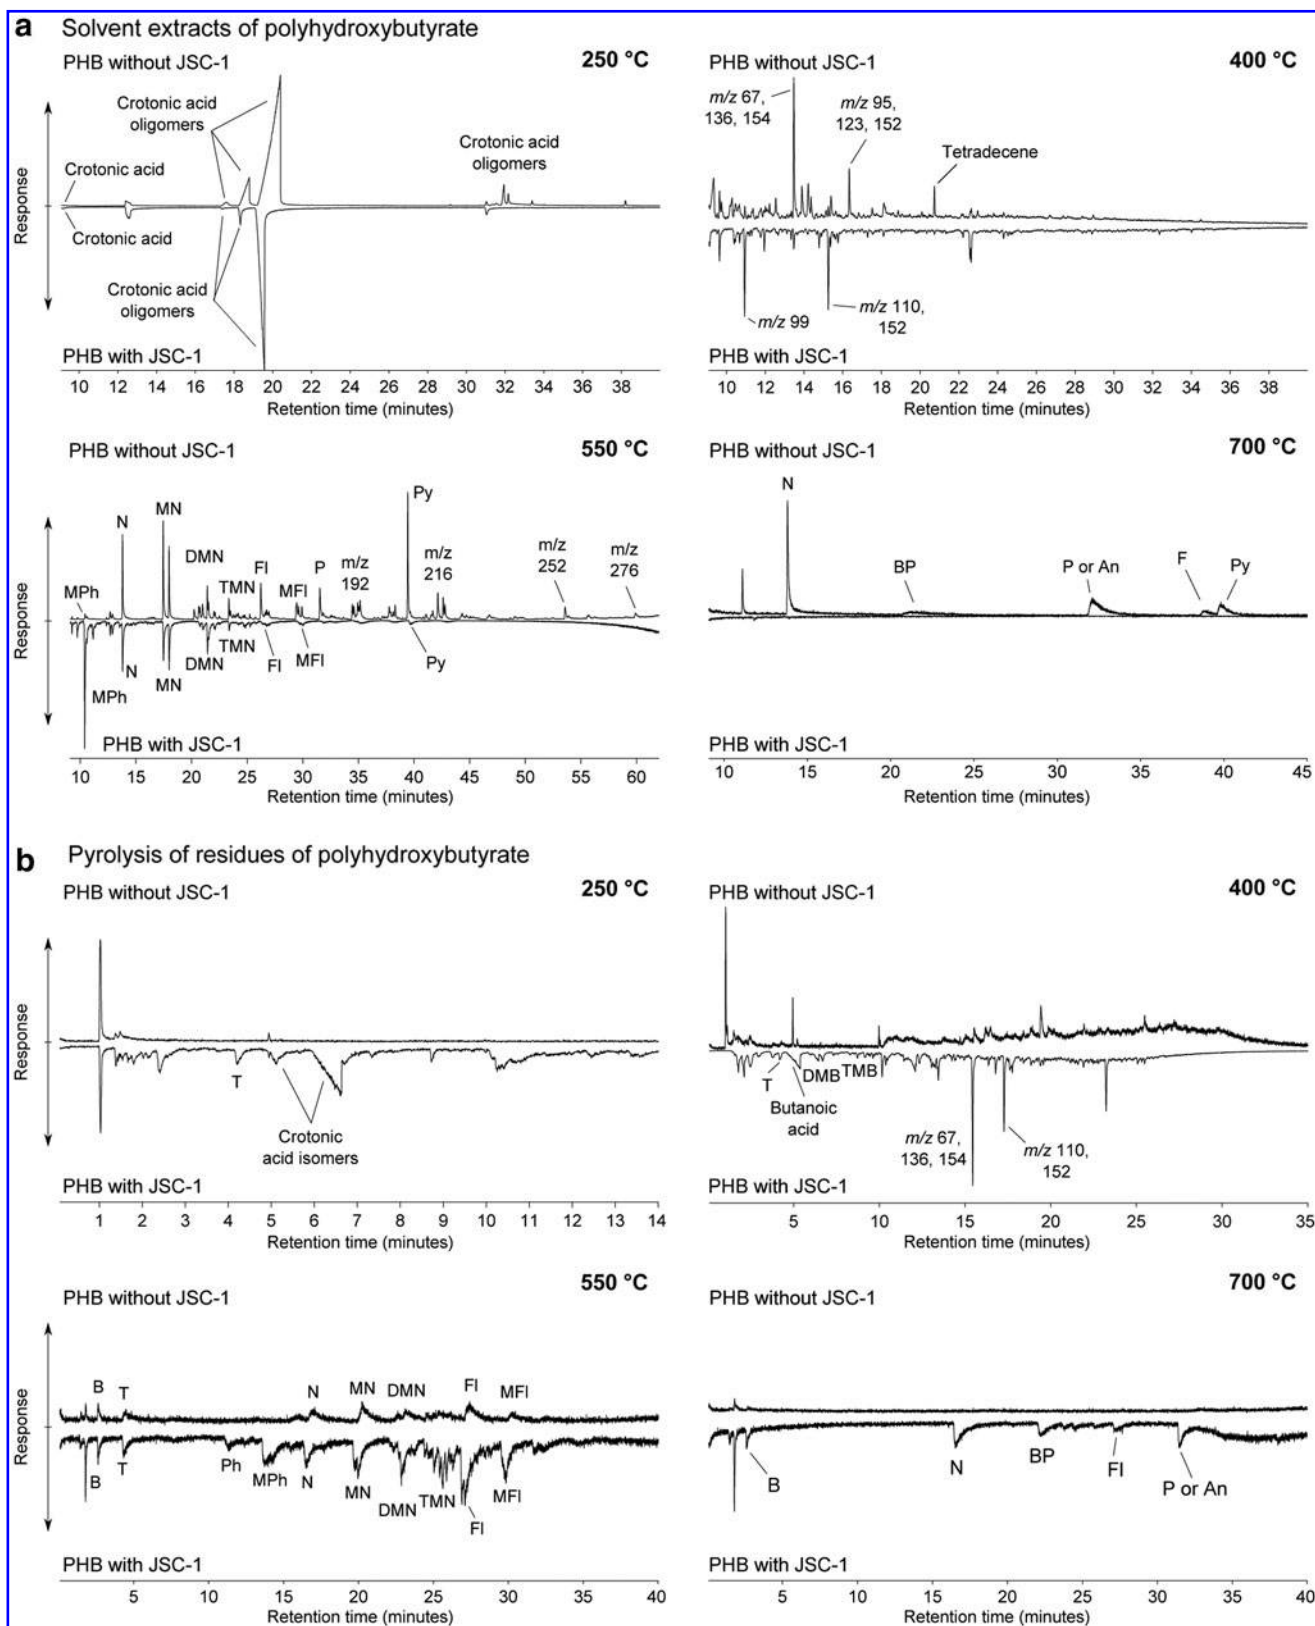 a Solvent extracts of polyhydroxybutyrate
PHB without JSC-1
250 °C
Crotonic acid
oligomers
Crotonic acid
Crotonic acid
oligomers
Crotonic acid
Crotonic acid
oligomers
PHB with JSC-1
Response
10 12 14 16 18 20 22 24 26 28 30 32 34 36 38
Retention time (minutes)
PHB without JSC-1
400 °C
m/z 67,
136, 154
m/z 95,
123, 152
Tetradecene
m/z 99
m/z 110,
152
PHB with JSC-1
10 12 14 16 18 20 22 24 26 28 30 32 34 36 38
Retention time (minutes)
PHB without JSC-1
550 °C
MPh
N
MN
DMN
TMN
Fl
MFl
P
m/z
192
Py
m/z
216
m/z
252
m/z
276
MPh
N
MN
DMN
TMN
Fl
MFl
Py
PHB with JSC-1
Response
10 15 20 25 30 35 40 45 50 55 60
Retention time (minutes)
PHB without JSC-1
700 °C
N
BP
P or An
F
Py
PHB with JSC-1
10 15 20 25 30 35 40 45
Retention time (minutes)
b Pyrolysis of residues of polyhydroxybutyrate
PHB without JSC-1
250 °C
T
Crotonic
acid isomers
PHB with JSC-1
Response
1 2 3 4 5 6 7 8 9 10 11 12 13 14
Retention time (minutes)
PHB without JSC-1
400 °C
T
Butanoic
acid
DMB
TMB
m/z 67,
136, 154
m/z 110,
152
PHB with JSC-1
5 10 15 20 25 30 35
Retention time (minutes)
PHB without JSC-1
550 °C
B
T
N
MN
DMN
Fl
MFl
B
T
Ph
MPh
N
MN
DMN
TMN
Fl
MFl
PHB with JSC-1
Response
5 10 15 20 25 30 35 40
Retention time (minutes)
PHB without JSC-1
700 °C
B
N
BP
Fl
P or An
PHB with JSC-1
5 10 15 20 25 30 35 40
Retention time (minutes)